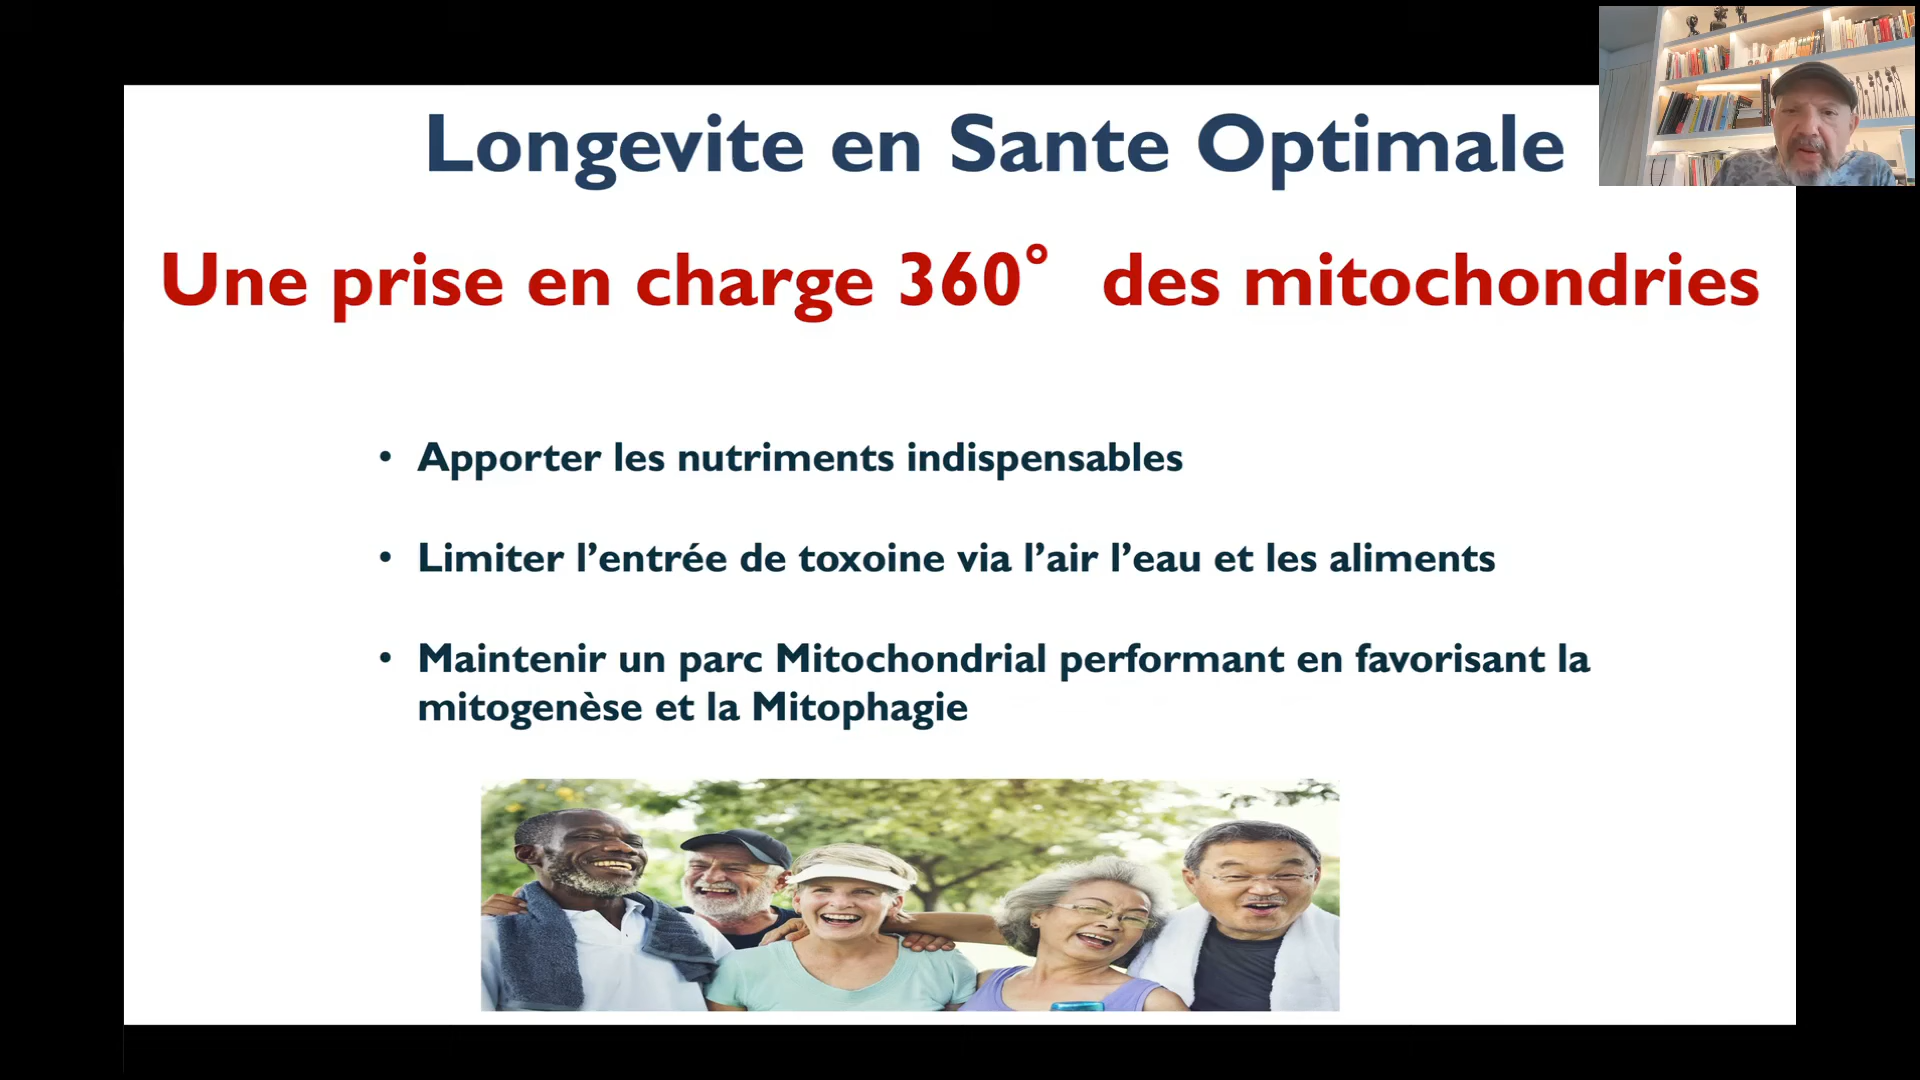 Longevite en Sante Optimale
Une prise en charge 360° des mitochondries
• Apporter les nutriments indispensables
• Limiter l’entrée de toxoine via l’air l’eau et les aliments
• Maintenir un parc Mitochondrial performant en favorisant la
mitogenèse et la Mitophagie